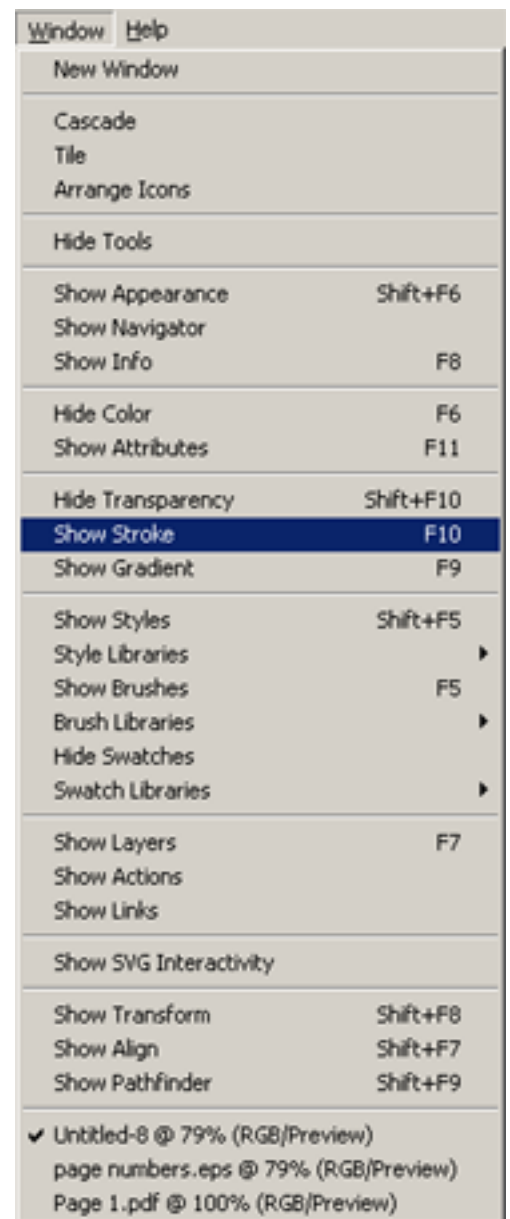 Window Help
New Window
Cascade
Tile
Arrange Icons
Hide Tools
Show Appearance Shift+F6
Show Navigator
Show Info F8
Hide Color F6
Show Attributes F11
Hide Transparency Shift+F10
Show Stroke F10
Show Gradient F9
Show Styles Shift+F5
Style Libraries
Show Brushes F5
Brush Libraries
Hide Swatches
Swatch Libraries
Show Layers F7
Show Actions
Show Links
Show SVG Interactivity
Show Transform Shift+F8
Show Align Shift+F7
Show Pathfinder Shift+F9
Untitled-8 @ 79% (RGB/Preview)
page numbers.eps @ 79% (RGB/Preview)
Page 1.pdf @ 100% (RGB/Preview)